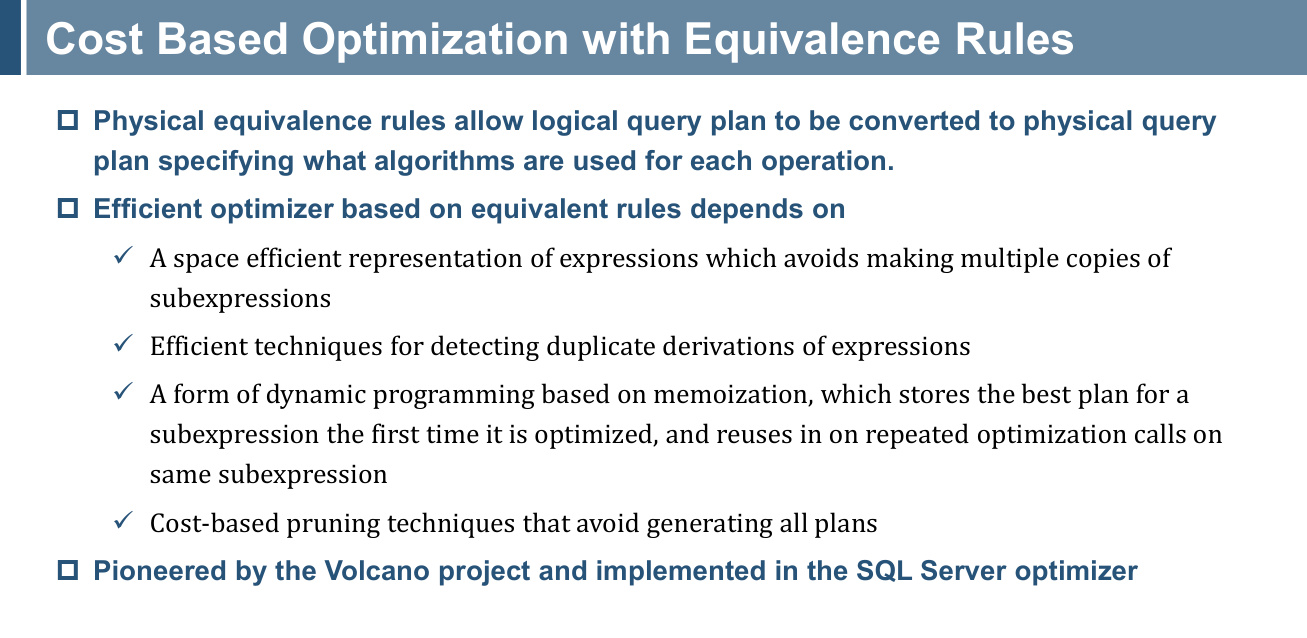 Cost Based Optimization with Equivalence Rules
Physical equivalence rules allow logical query plan to be converted to physical query
plan specifying what algorithms are used for each operation.
Efficient optimizer based on equivalent rules depends on
✓ A space efficient representation of expressions which avoids making multiple copies of
subexpressions
✓ Efficient techniques for detecting duplicate derivations of expressions
✓ A form of dynamic programming based on memoization, which stores the best plan for a
subexpression the first time it is optimized, and reuses in on repeated optimization calls on
same subexpression
✓ Cost-based pruning techniques that avoid generating all plans
Pioneered by the Volcano project and implemented in the SQL Server optimizer